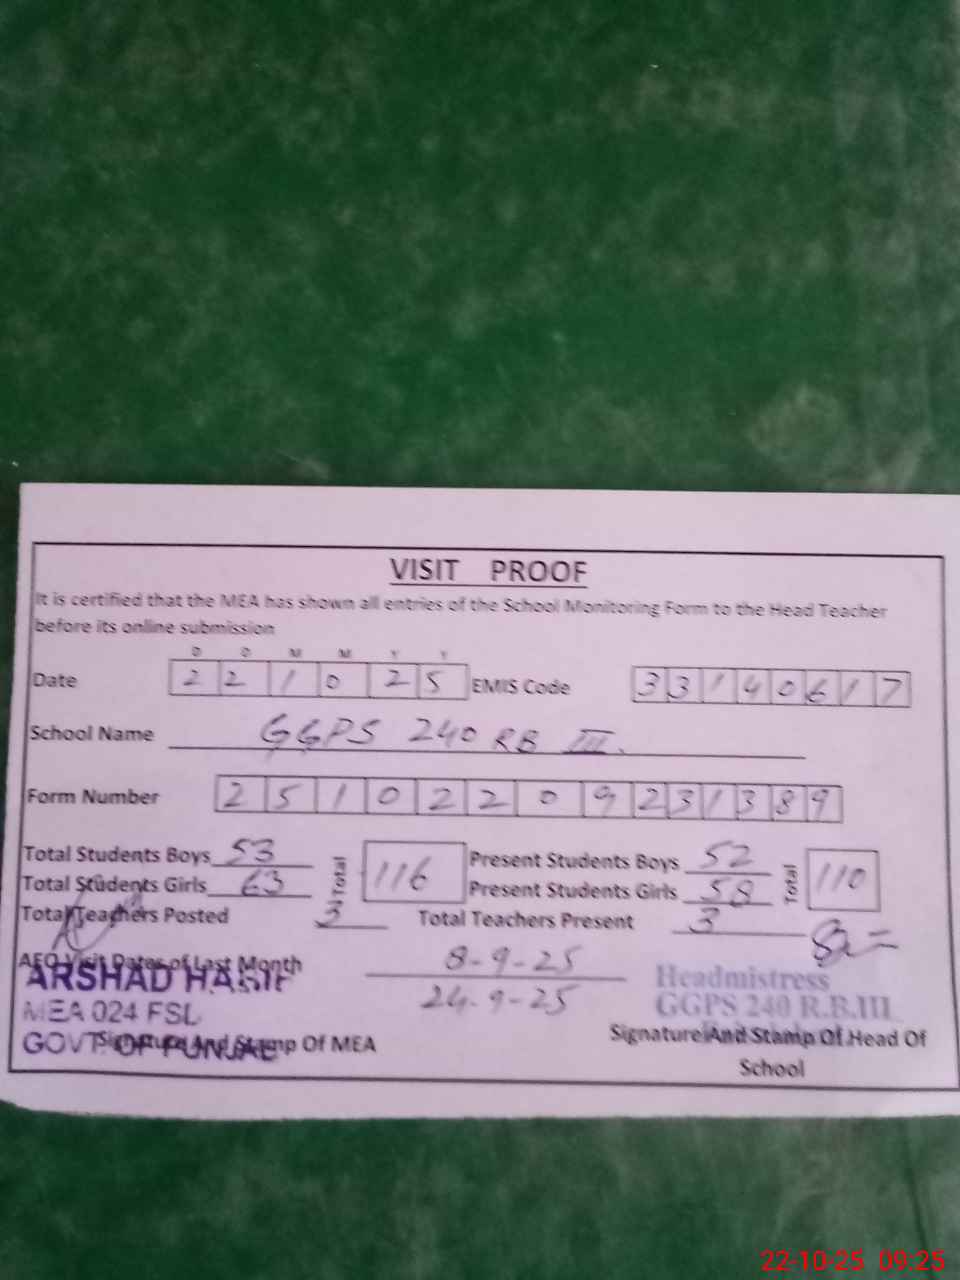 VISIT PROOF
It is certified that the MEA has shown all entries of the School Monitoring Form to the Head Teacher
before its online submission
D D M M Y Y
Date 2 2 1 0 2 5 EMIS Code 3 3 1 4 0 6 1 7
School Name GGPS 240 RB III.
Form Number 2 5 1 0 2 2 0 9 2 3 1 3 8 9
Total Students Boys 53 Total 116 Present Students Boys 52 Total 110
Total Students Girls 63 Present Students Girls 58
Total Teachers Posted 3 Total Teachers Present 3
AEO Visit Dates of Last Month 8-9-25
24-9-25
ARSHAD HASIF
MEA 024 FSL
GOVT. OF PUNJAB
Signature And Stamp Of MEA
Headmistress
GGPS 240 R.B.III
Signature And Stamp Of Head Of
School
22-10-25 09:25